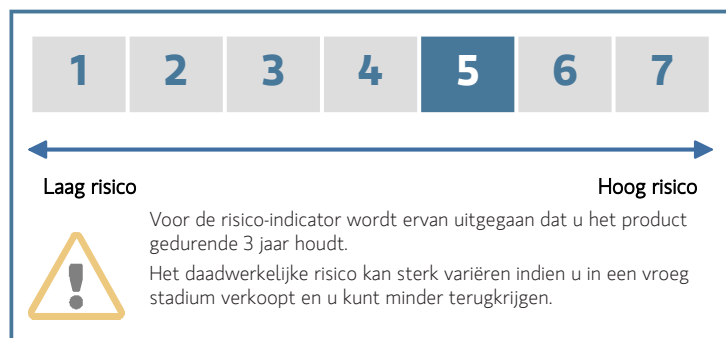 1 2 3 4 5 6 7
Laag risico Hoog risico
Voor de risico-indicator wordt ervan uitgegaan dat u het product
gedurende 3 jaar houdt.
Het daadwerkelijke risico kan sterk variëren indien u in een vroeg
stadium verkoopt en u kunt minder terugkrijgen.